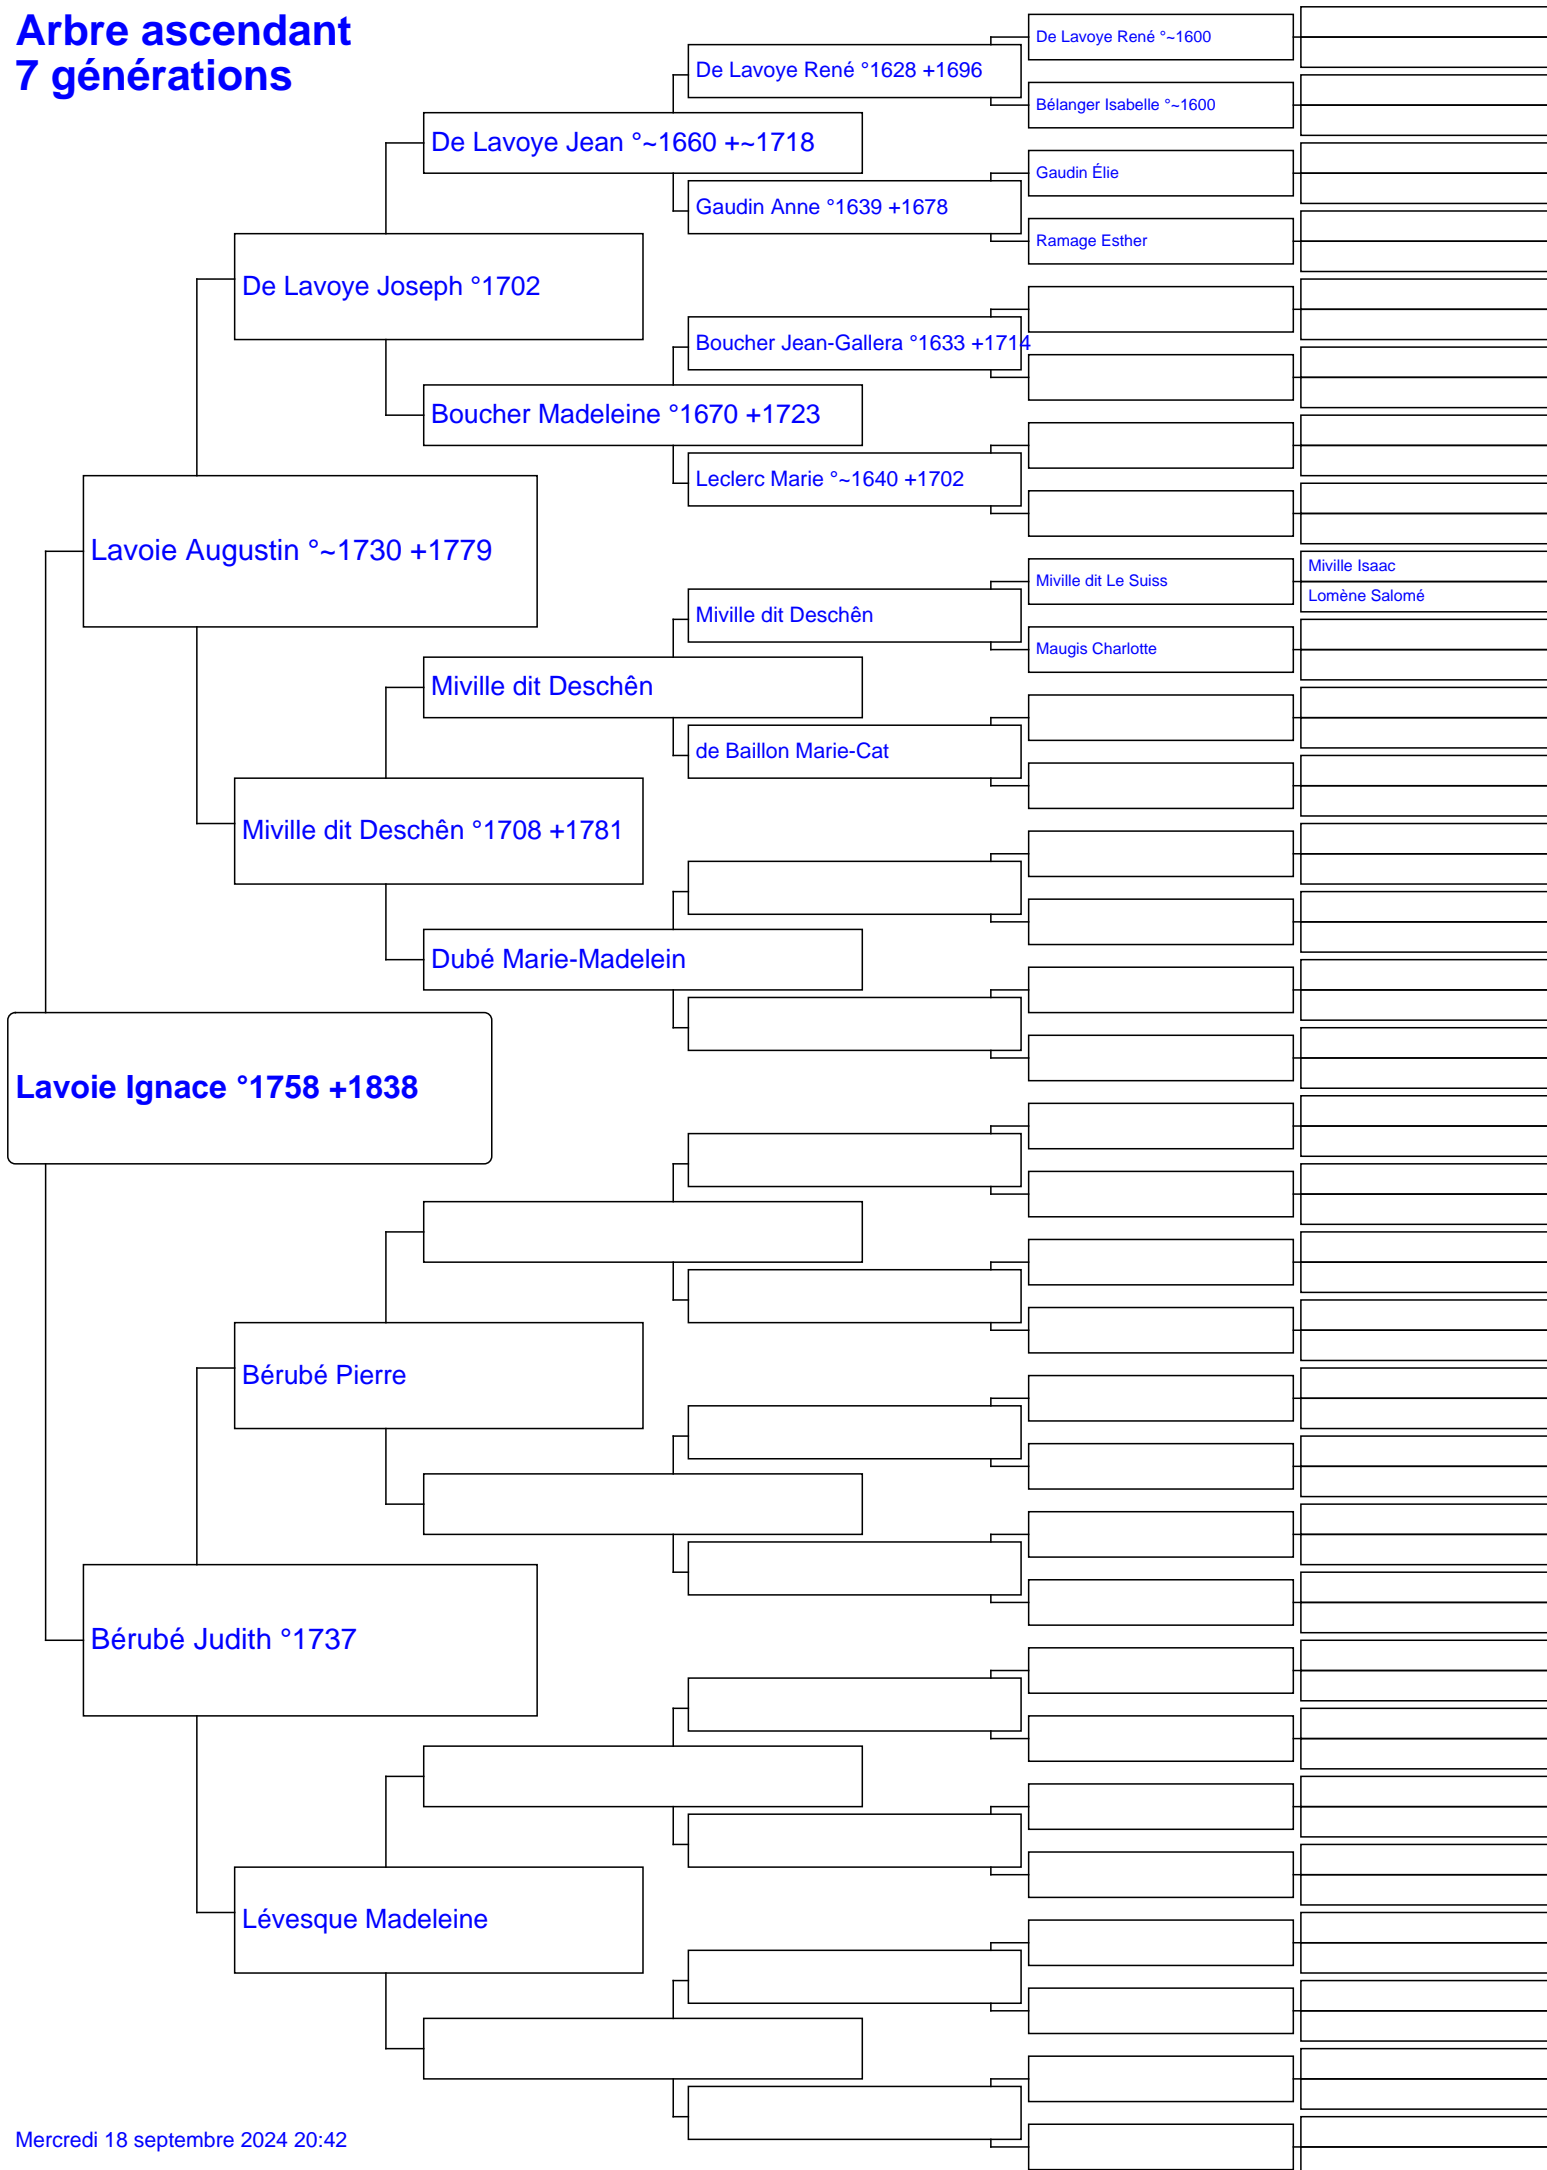 Arbre ascendant
7 générations
De Lavoye René °~1600
De Lavoye René °1628 +1696
Bélanger Isabelle °~1600
De Lavoye Jean °~1660 +~1718
Gaudin Élie
Gaudin Anne °1639 +1678
Ramage Esther
De Lavoye Joseph °1702
Boucher Jean-Gallera °1633 +1714
Boucher Madeleine °1670 +1723
Leclerc Marie °~1640 +1702
Lavoie Augustin °~1730 +1779
Miville Isaac
Miville dit Le Suiss
Lomène Salomé
Miville dit Deschên
Maugis Charlotte
Miville dit Deschên
de Baillon Marie-Cat
Miville dit Deschên °1708 +1781
Dubé Marie-Madelein
Lavoie Ignace °1758 +1838
Bérubé Pierre
Bérubé Judith °1737
Lévesque Madeleine
Mercredi 18 septembre 2024 20:42